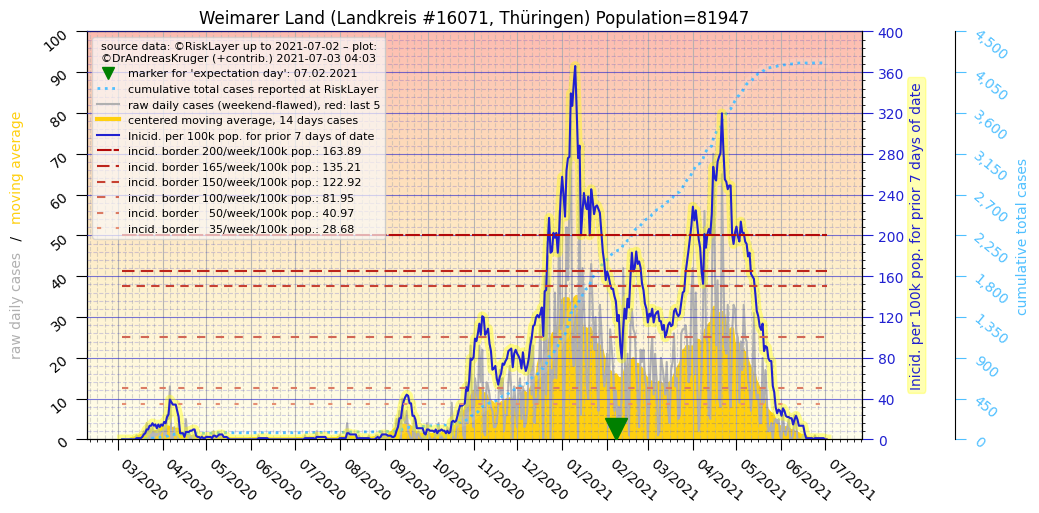 Weimarer Land (Landkreis #16071, Thüringen) Population=81947
source data: ©RiskLayer up to 2021-07-02 – plot:
©DrAndreasKruger (+contrib.) 2021-07-03 04:03
marker for 'expectation day': 07.02.2021
cumulative total cases reported at RiskLayer
raw daily cases (weekend-flawed), red: last 5
centered moving average, 14 days cases
Inicid. per 100k pop. for prior 7 days of date
incid. border 200/week/100k pop.: 163.89
incid. border 165/week/100k pop.: 135.21
incid. border 150/week/100k pop.: 122.92
incid. border 100/week/100k pop.: 81.95
incid. border   50/week/100k pop.: 40.97
incid. border   35/week/100k pop.: 28.68
raw daily cases / moving average
100
90
80
70
60
50
40
30
20
10
0
03/2020
04/2020
05/2020
06/2020
07/2020
08/2020
09/2020
10/2020
11/2020
12/2020
01/2021
02/2021
03/2021
04/2021
05/2021
06/2021
07/2021
400
360
320
280
240
200
160
120
80
40
0
Inicid. per 100k pop. for prior 7 days of date
4,500
4,050
3,600
3,150
2,700
2,250
1,800
1,350
900
450
0
cumulative total cases